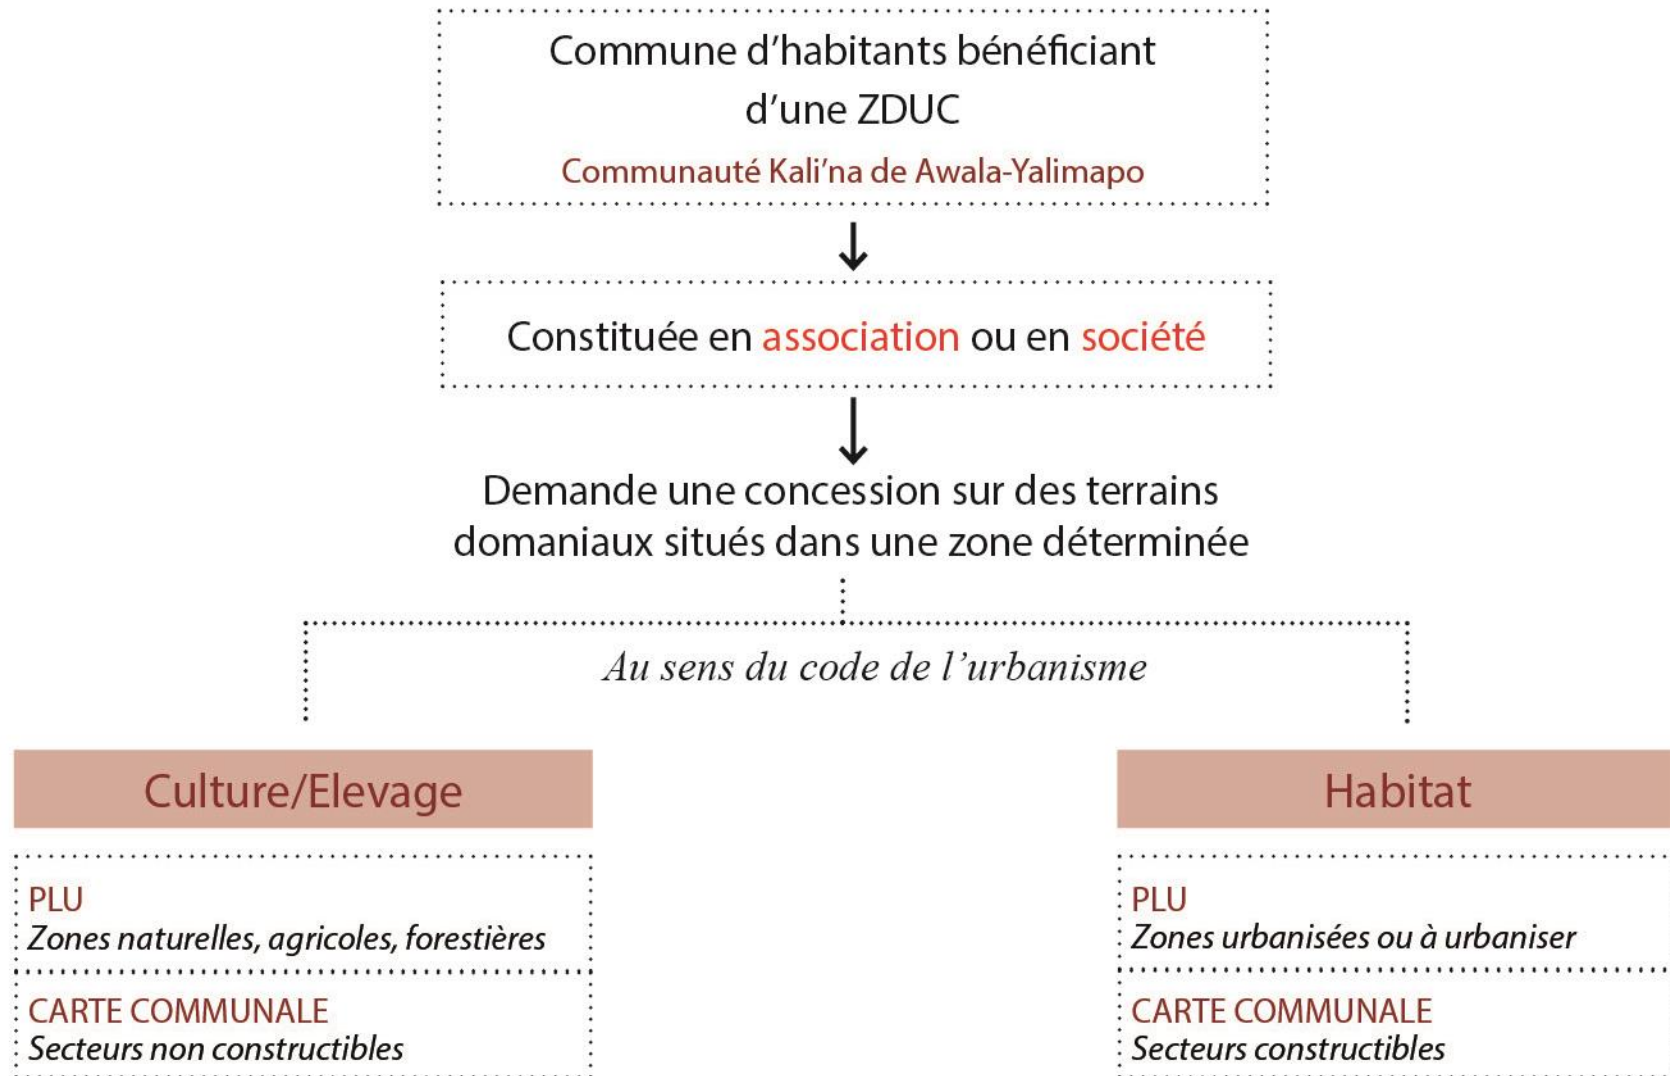 Commune d’habitants bénéficiant
d’une ZDUC
Communauté Kali’na de Awala-Yalimapo
Constituée en association ou en société
Demande une concession sur des terrains
domaniaux situés dans une zone déterminée
Au sens du code de l’urbanisme
Culture/Elevage
PLU
Zones naturelles, agricoles, forestières
CARTE COMMUNALE
Secteurs non constructibles
Habitat
PLU
Zones urbanisées ou à urbaniser
CARTE COMMUNALE
Secteurs constructibles